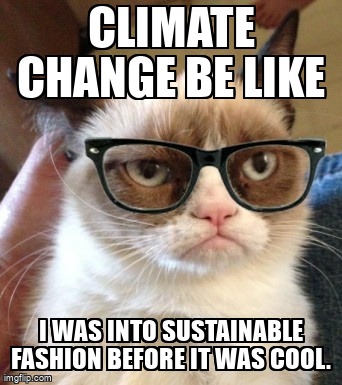 CLIMATE
CHANGE BE LIKE
I WAS INTO SUSTAINABLE
FASHION BEFORE IT WAS COOL.
imgflip.com